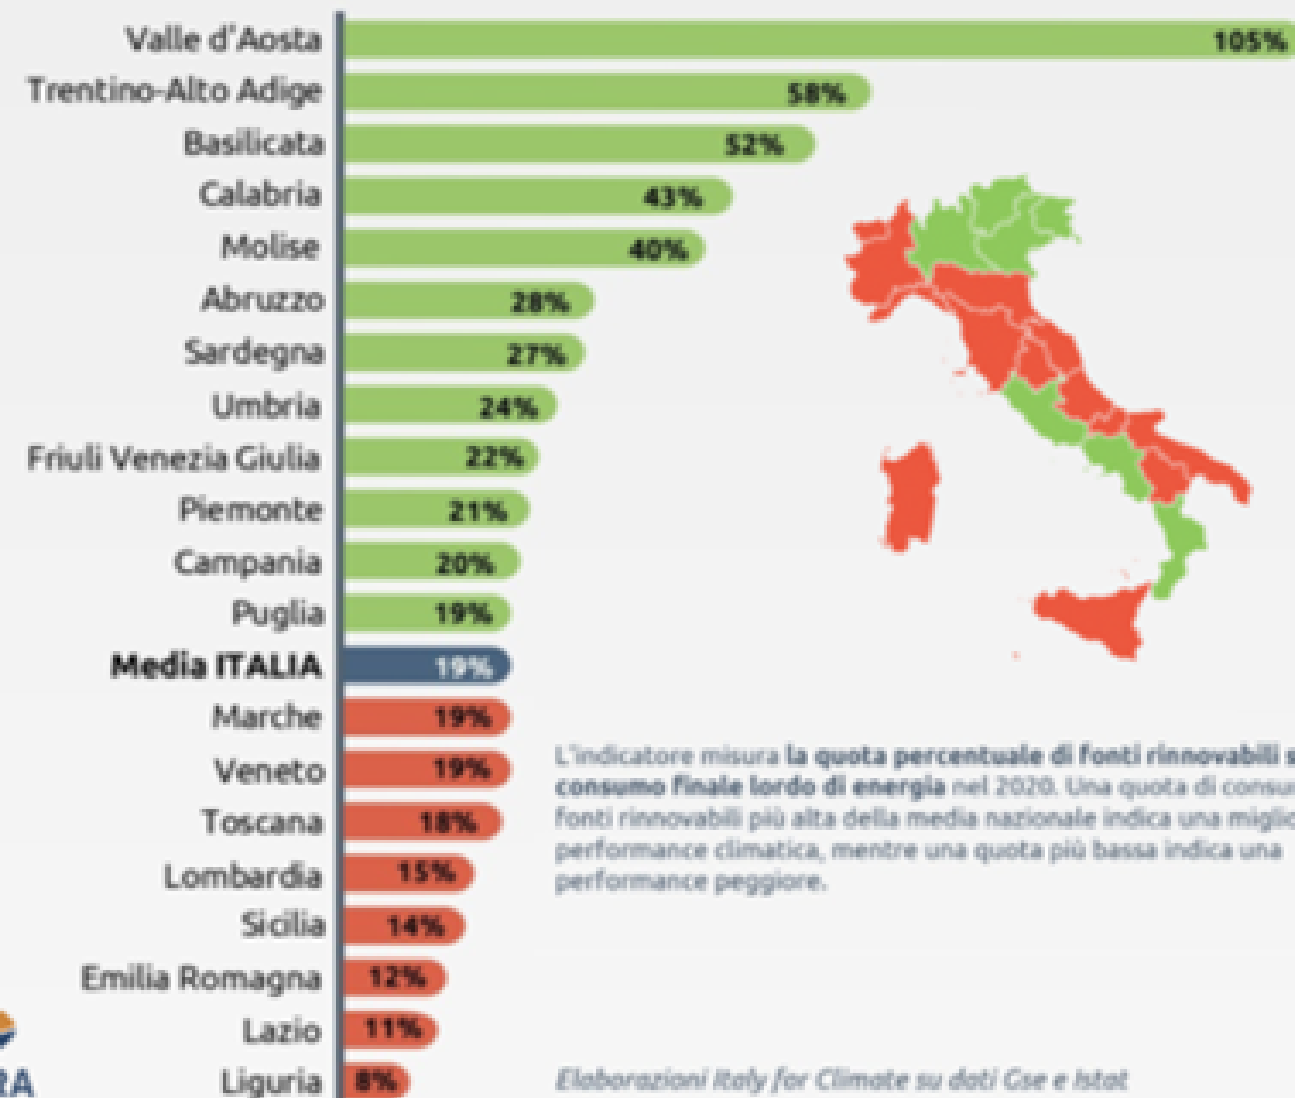 Valle d'Aosta 105%
Trentino-Alto Adige 58%
Basilicata 52%
Calabria 43%
Molise 40%
Abruzzo 28%
Sardegna 27%
Umbria 24%
Friuli Venezia Giulia 22%
Piemonte 21%
Campania 20%
Puglia 19%
Media ITALIA 19%
Marche 19%
Veneto 19%
Toscana 18%
Lombardia 15%
Sicilia 14%
Emilia Romagna 12%
Lazio 11%
Liguria 8%
L'indicatore misura la quota percentuale di fonti rinnovabili s
consumo finale lordo di energia nel 2020. Una quota di consu
fonti rinnovabili più alta della media nazionale indica una miglio
performance climatica, mentre una quota più bassa indica una
performance peggiore.
RA
Elaborazioni Italy for Climate su dati Gse e Istat